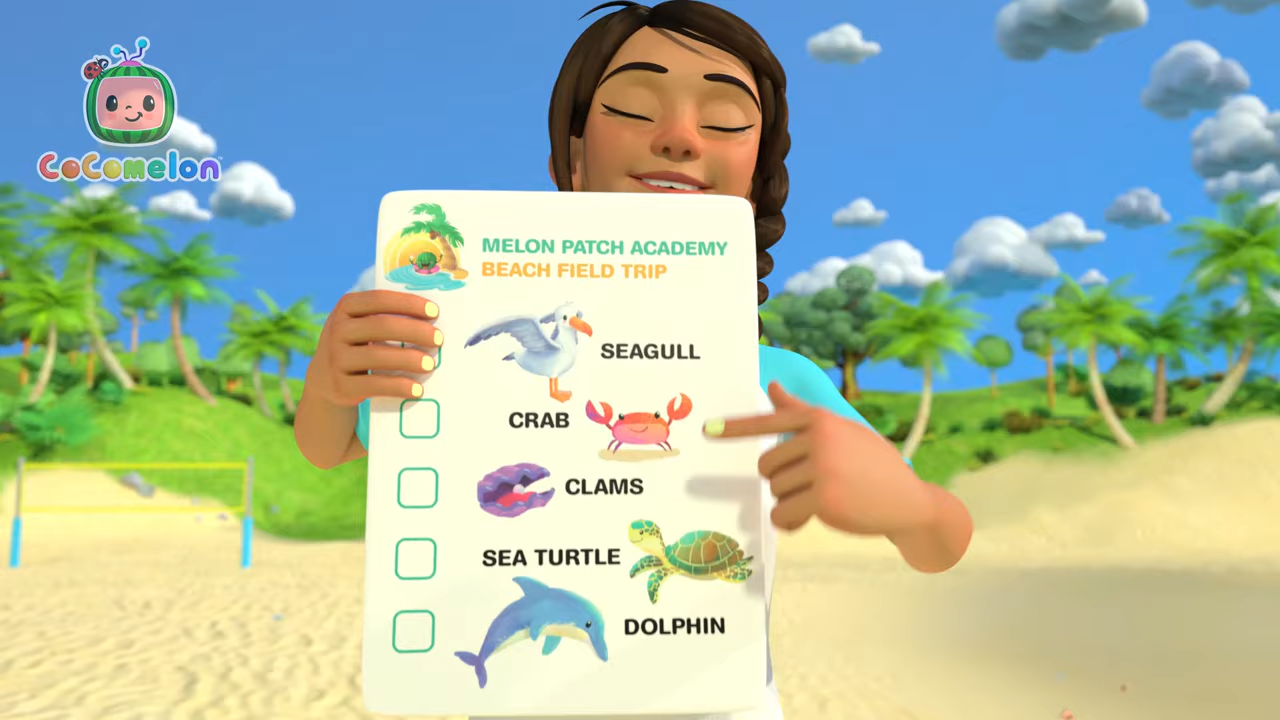 CoComelon
MELON PATCH ACADEMY
BEACH FIELD TRIP
SEAGULL
CRAB
CLAMS
SEA TURTLE
DOLPHIN